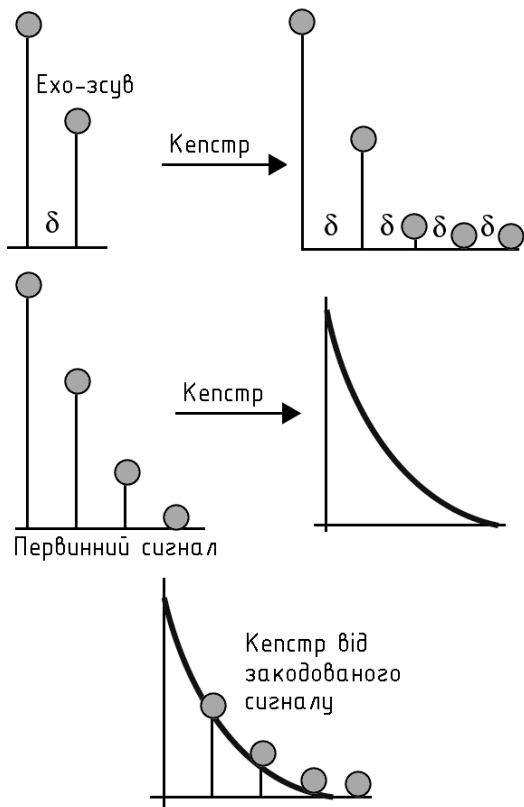 Ехо-зсув
δ
Кепстр
δ δ δ δ
Кепстр
Первинний сигнал
Кепстр від
закодованого
сигналу